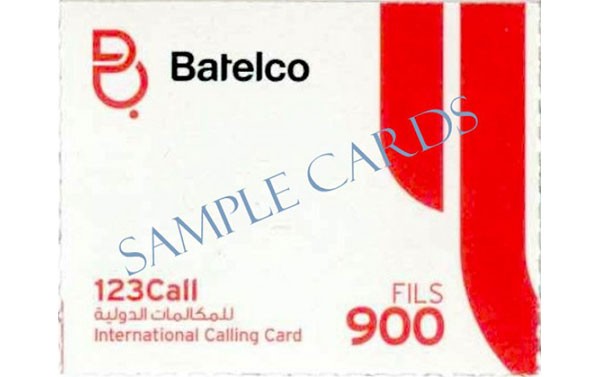 Batelco
SAMPLE CARDS
123Call
للمكالمات الدولية
International Calling Card
FILS
900